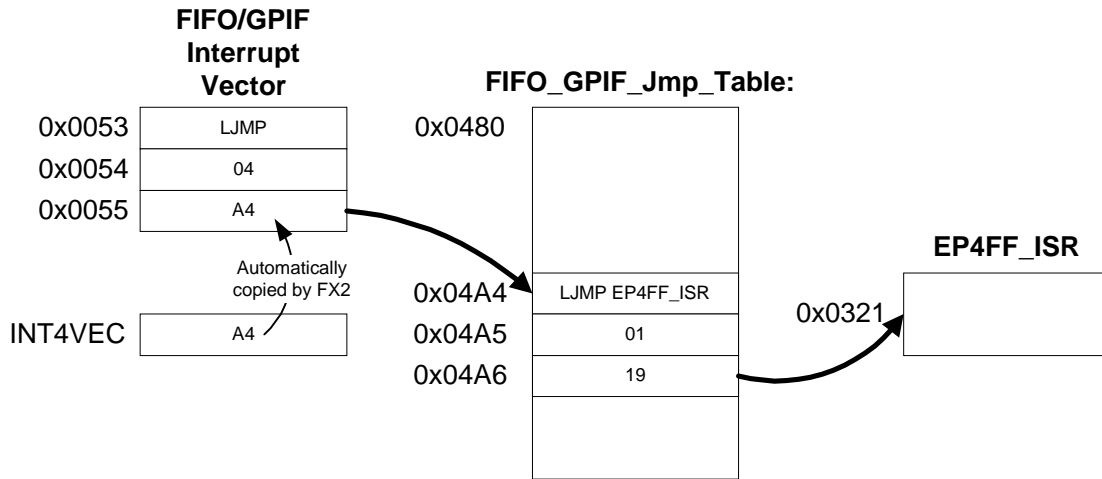 FIFO/GPIF
Interrupt
Vector
FIFO_GPIF_Jmp_Table:
0x0053
LJMP
0x0480
0x0054
04
0x0055
A4
EP4FF_ISR
Automatically
copied by FX2
0x04A4
LJMP EP4FF_ISR
0x0321
INT4VEC
A4
0x04A5
01
0x04A6
19